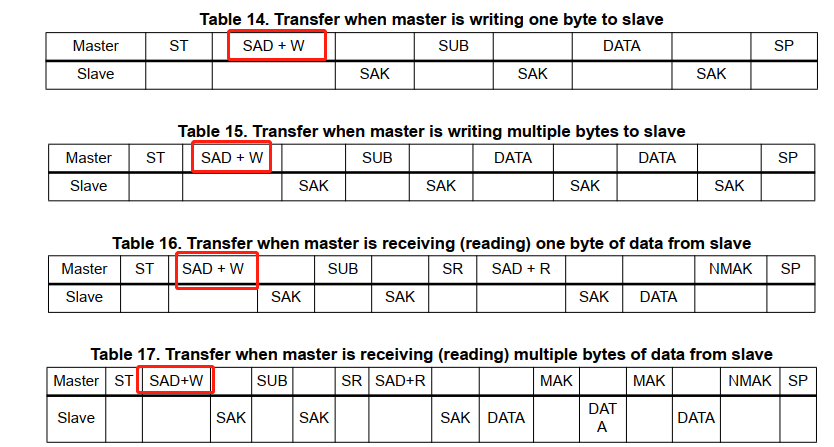 Table 14. Transfer when master is writing one byte to slave
Master ST SAD + W SUB DATA SP
Slave SAK SAK SAK
Table 15. Transfer when master is writing multiple bytes to slave
Master ST SAD + W SUB DATA DATA SP
Slave SAK SAK SAK SAK
Table 16. Transfer when master is receiving (reading) one byte of data from slave
Master ST SAD + W SUB SR SAD + R NMAK SP
Slave SAK SAK SAK DATA
Table 17. Transfer when master is receiving (reading) multiple bytes of data from slave
Master ST SAD+W SUB SR SAD+R MAK MAK NMAK SP
Slave SAK SAK SAK DATA DAT DATA
A